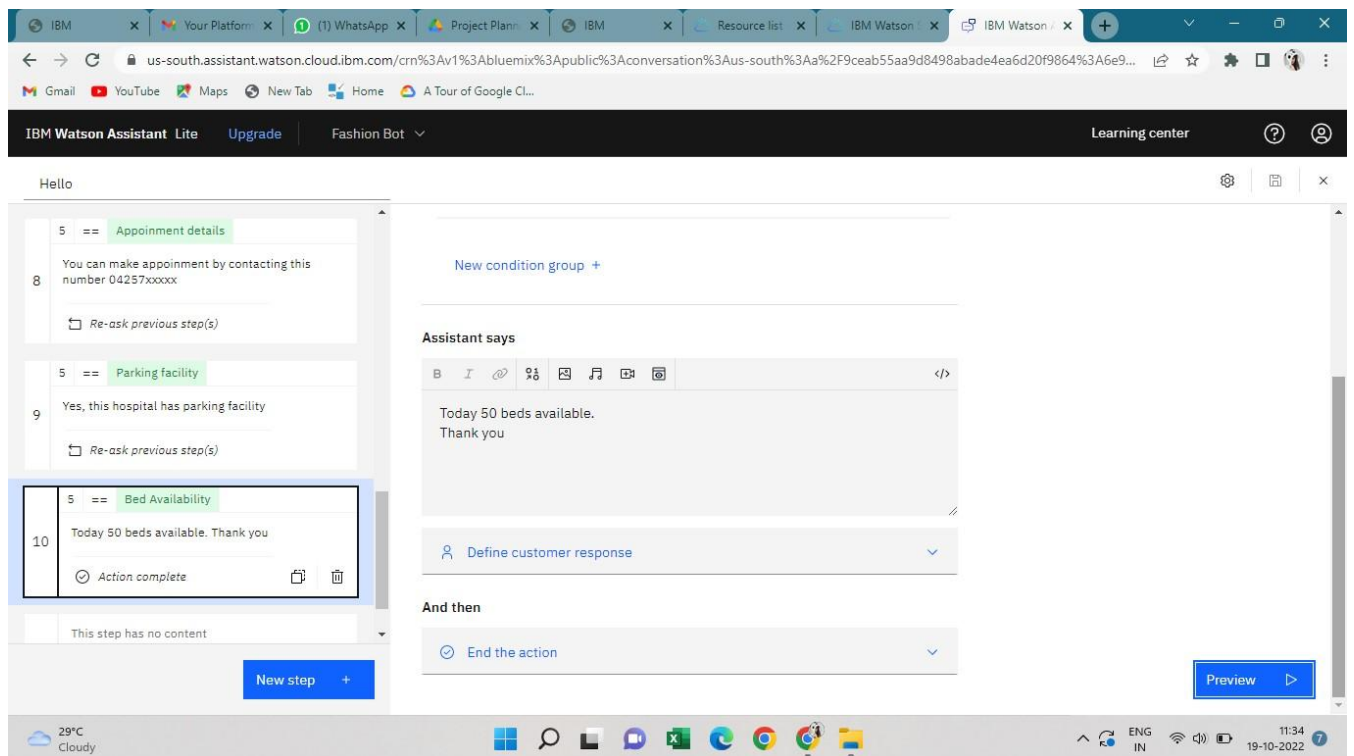 IBM
Your Platform
(1) WhatsApp
Project Plann
IBM
Resource list
IBM Watson
IBM Watson
us-south.assistant.watson.cloud.ibm.com/crn%3Av1%3Abluemix%3Apublic%3Aconversation%3Aus-south%3Aa%2F9ceab55aa9d8498abade4ea6d20f9864%3A6e9...
Gmail YouTube Maps New Tab Home A Tour of Google Cl...
IBM Watson Assistant Lite Upgrade Fashion Bot Learning center
Hello
5 == Appoinment details
8
You can make appoinment by contacting this
number 04257xxxxx
Re-ask previous step(s)
5 == Parking facility
9
Yes, this hospital has parking facility
Re-ask previous step(s)
5 == Bed Availability
10
Today 50 beds available. Thank you
Action complete
This step has no content
New step +
New condition group +
Assistant says
B I </>
Today 50 beds available.
Thank you
Define customer response
And then
End the action
Preview
29°C
Cloudy
ENG
IN
11:34
19-10-2022
7